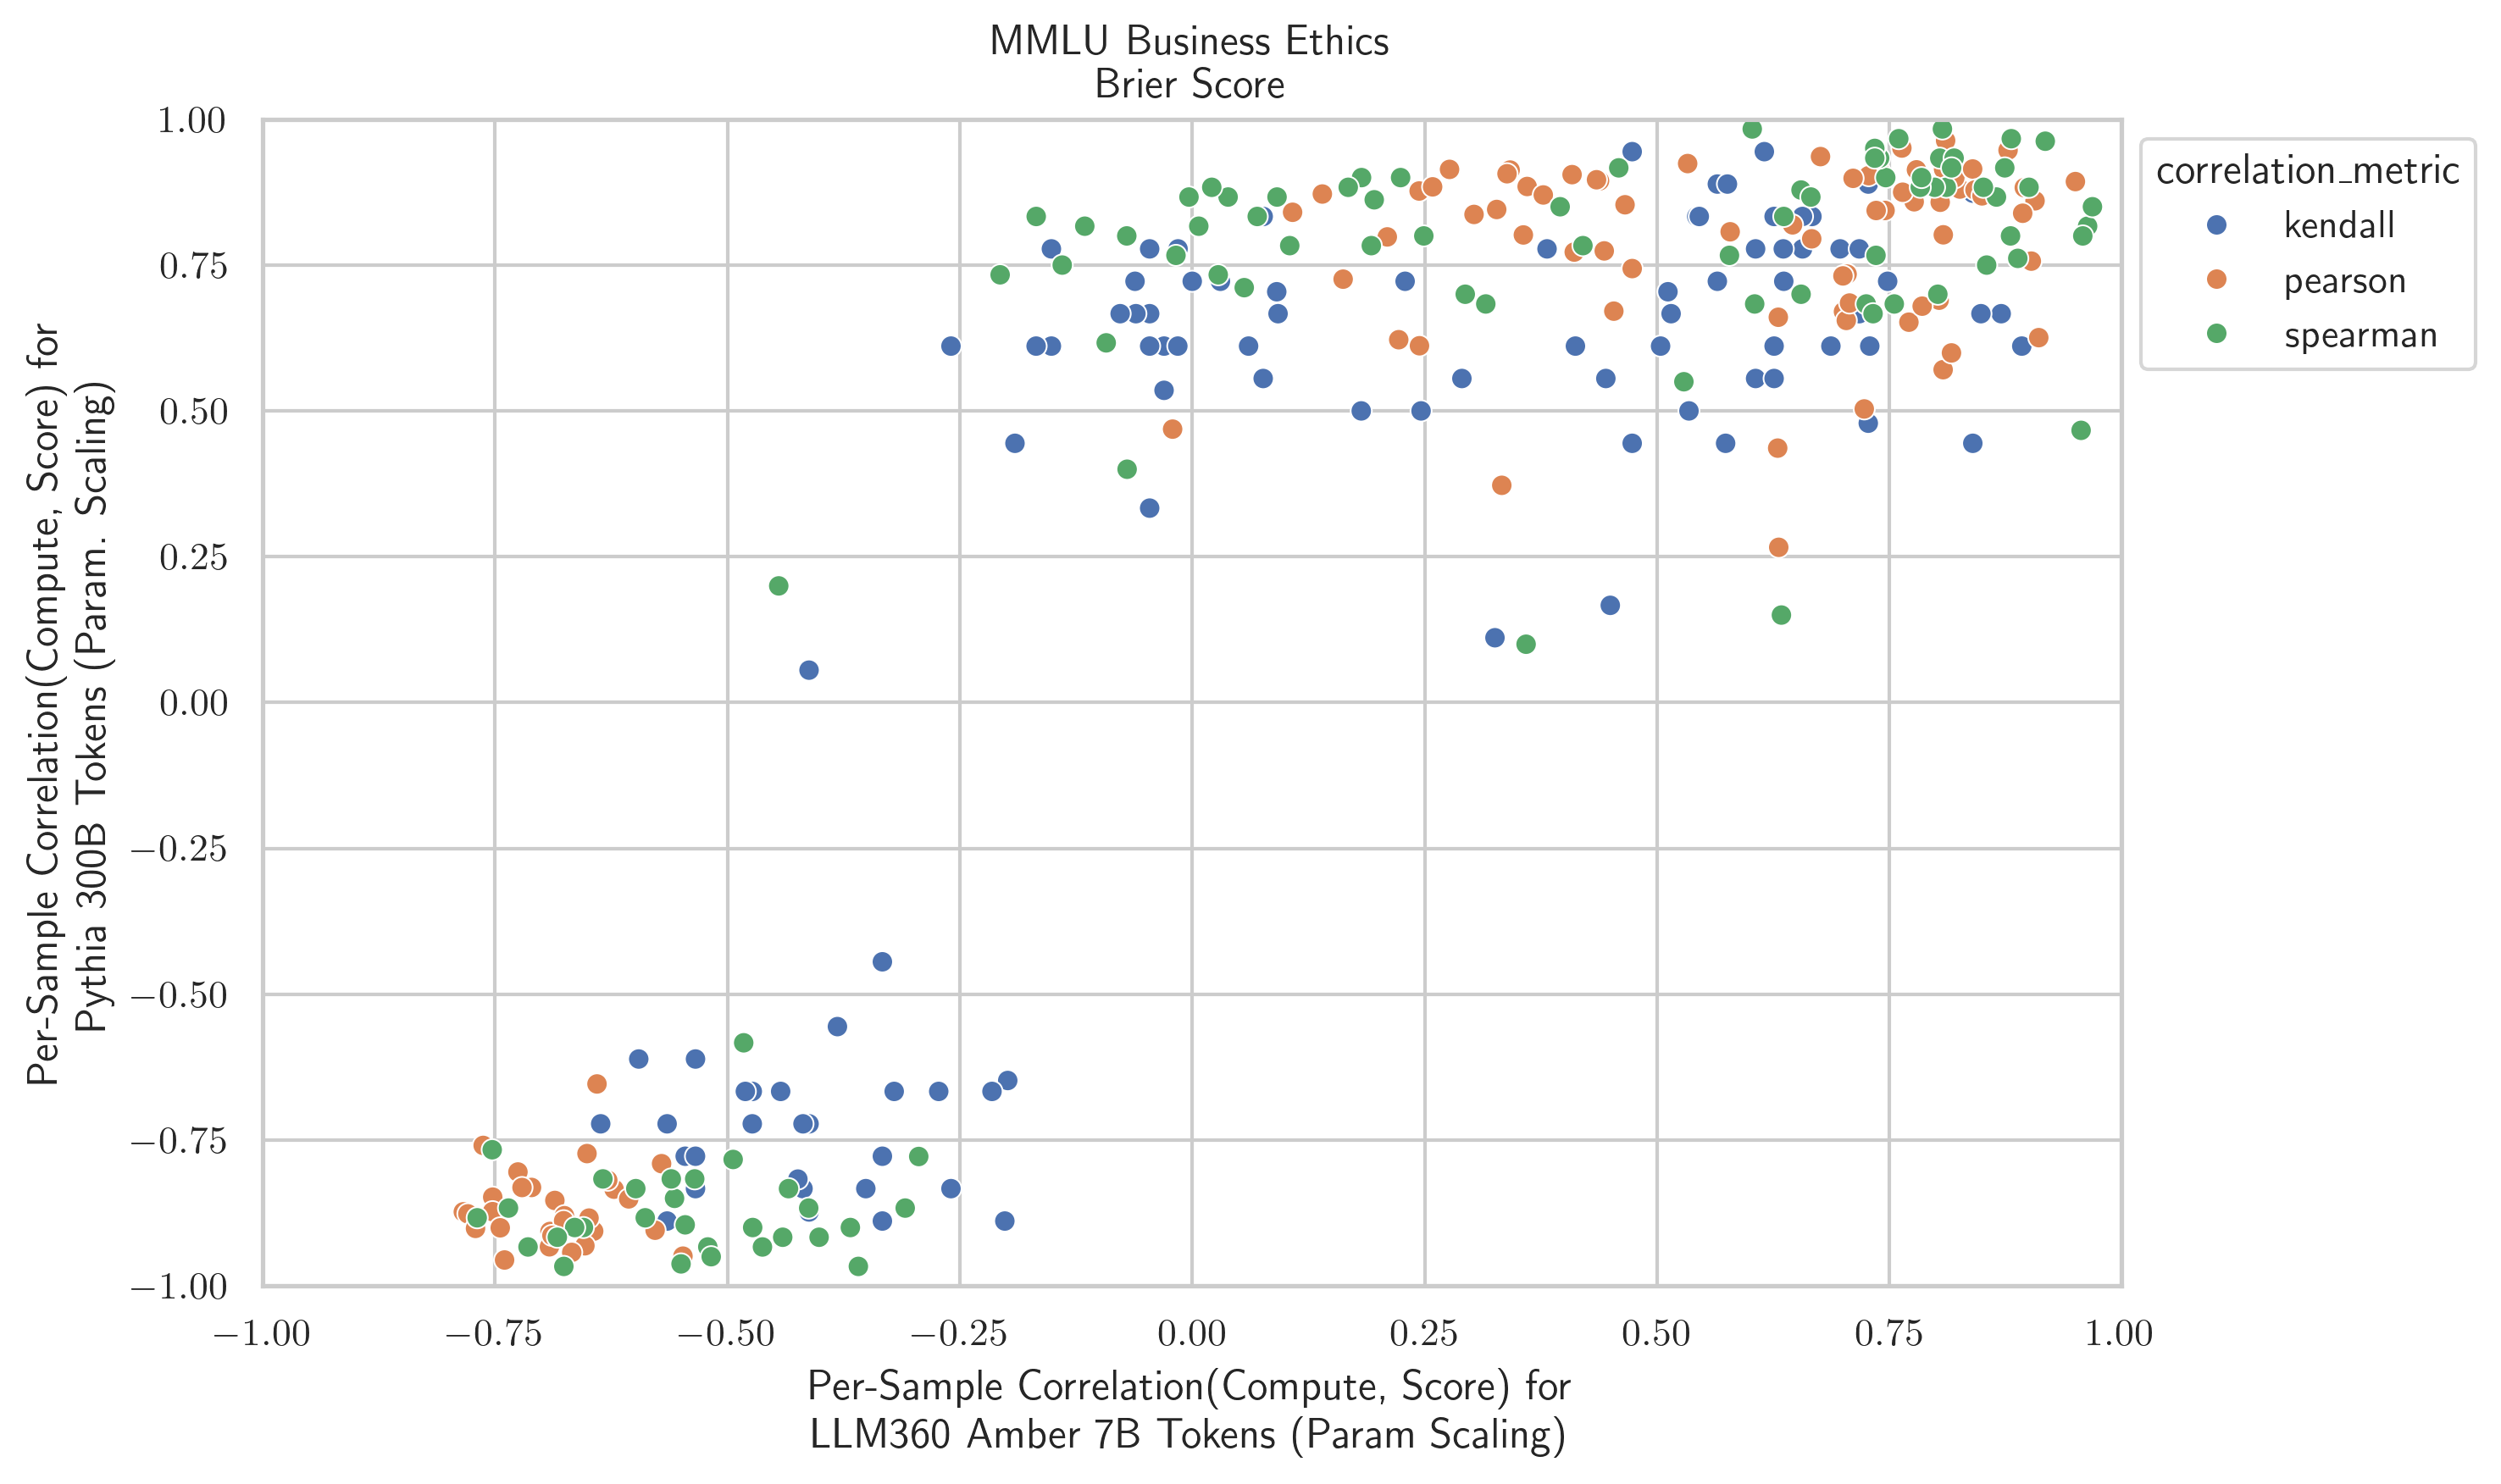 MMLU Business Ethics
Brier Score
Per-Sample Correlation(Compute, Score) for
Pythia 300B Tokens (Param. Scaling)
1.00
0.75
0.50
0.25
0.00
−0.25
−0.50
−0.75
−1.00
−1.00 −0.75 −0.50 −0.25 0.00 0.25 0.50 0.75 1.00
Per-Sample Correlation(Compute, Score) for
LLM360 Amber 7B Tokens (Param Scaling)
correlation_metric
kendall
pearson
spearman